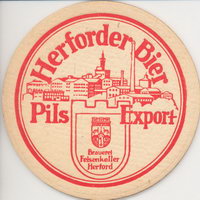 Herforder Bier
Pils Export
Brauerei
Felsenkeller
Herford